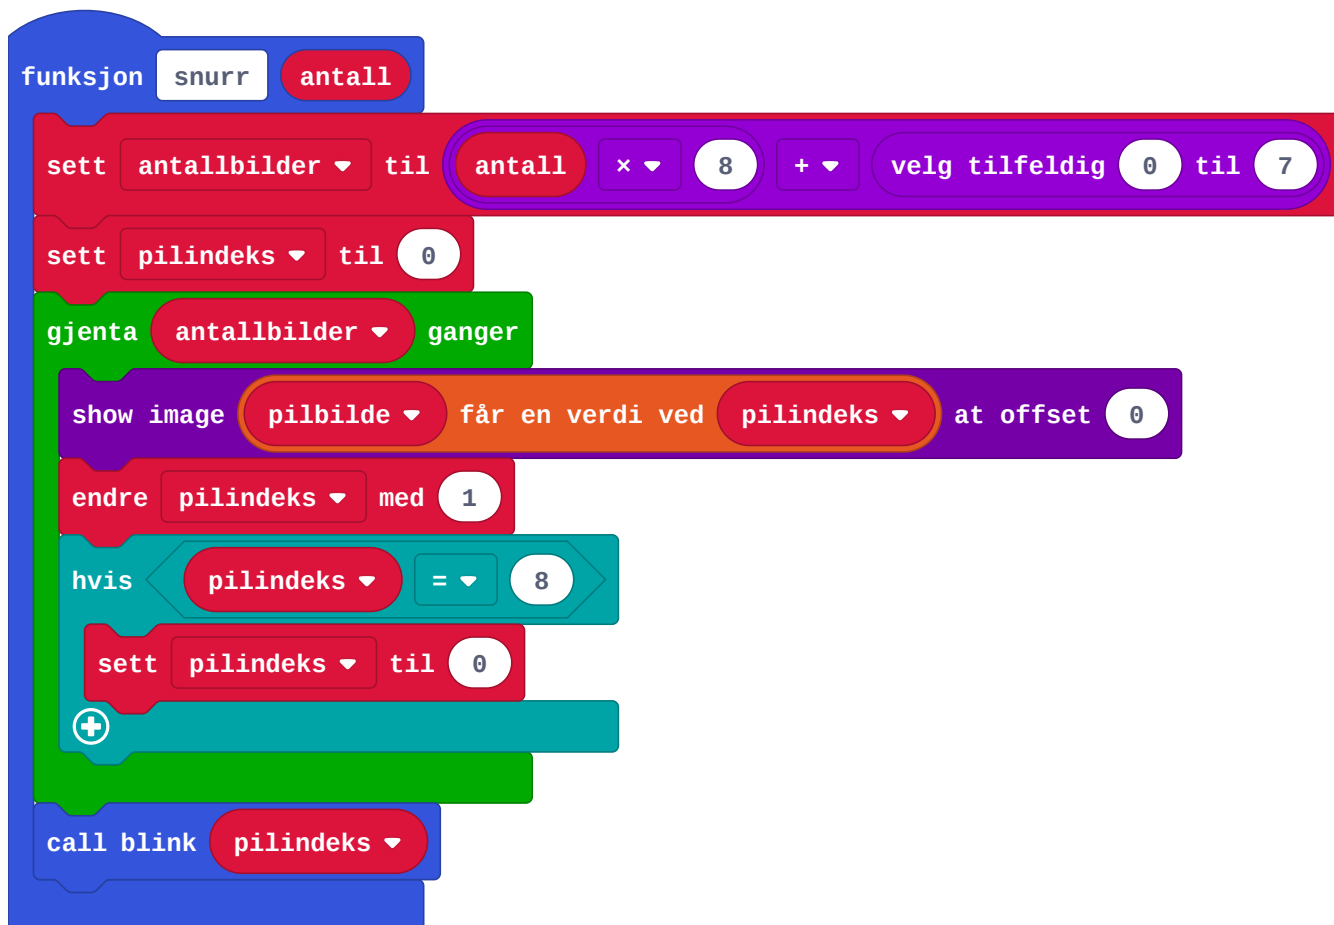 funksjon snurr antall
sett antallbilder til antall × 8 + velg tilfeldig 0 til 7
sett pilindeks til 0
gjenta antallbilder ganger
show image pilbilde får en verdi ved pilindeks at offset 0
endre pilindeks med 1
hvis pilindeks = 8
sett pilindeks til 0
call blink pilindeks